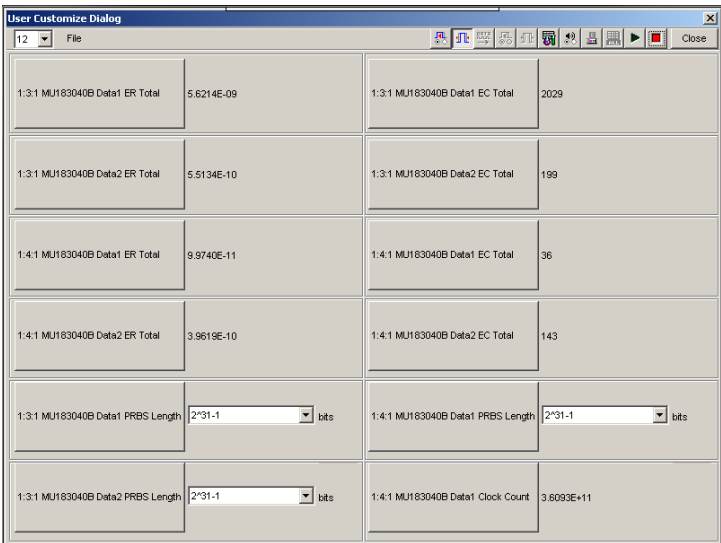 User Customize Dialog
12 File Close
1:3:1 MU183040B Data1 ER Total 5.6214E-09 1:3:1 MU183040B Data1 EC Total 2029
1:3:1 MU183040B Data2 ER Total 5.5134E-10 1:3:1 MU183040B Data2 EC Total 199
1:4:1 MU183040B Data1 ER Total 9.9740E-11 1:4:1 MU183040B Data1 EC Total 36
1:4:1 MU183040B Data2 ER Total 3.9619E-10 1:4:1 MU183040B Data2 EC Total 143
1:3:1 MU183040B Data1 PRBS Length 2^31-1 bits 1:4:1 MU183040B Data1 PRBS Length 2^31-1 bits
1:3:1 MU183040B Data2 PRBS Length 2^31-1 bits 1:4:1 MU183040B Data1 Clock Count 3.6093E+11